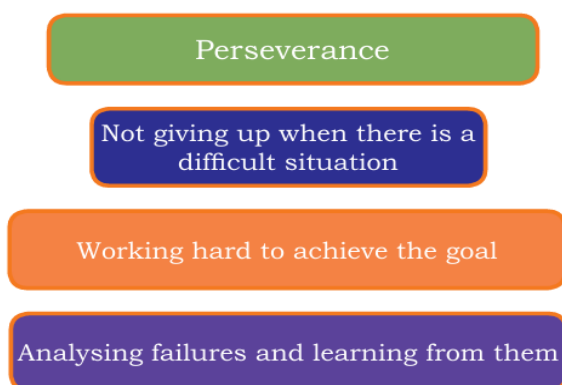 Perseverance
Not giving up when there is a
difficult situation
Working hard to achieve the goal
Analysing failures and learning from them